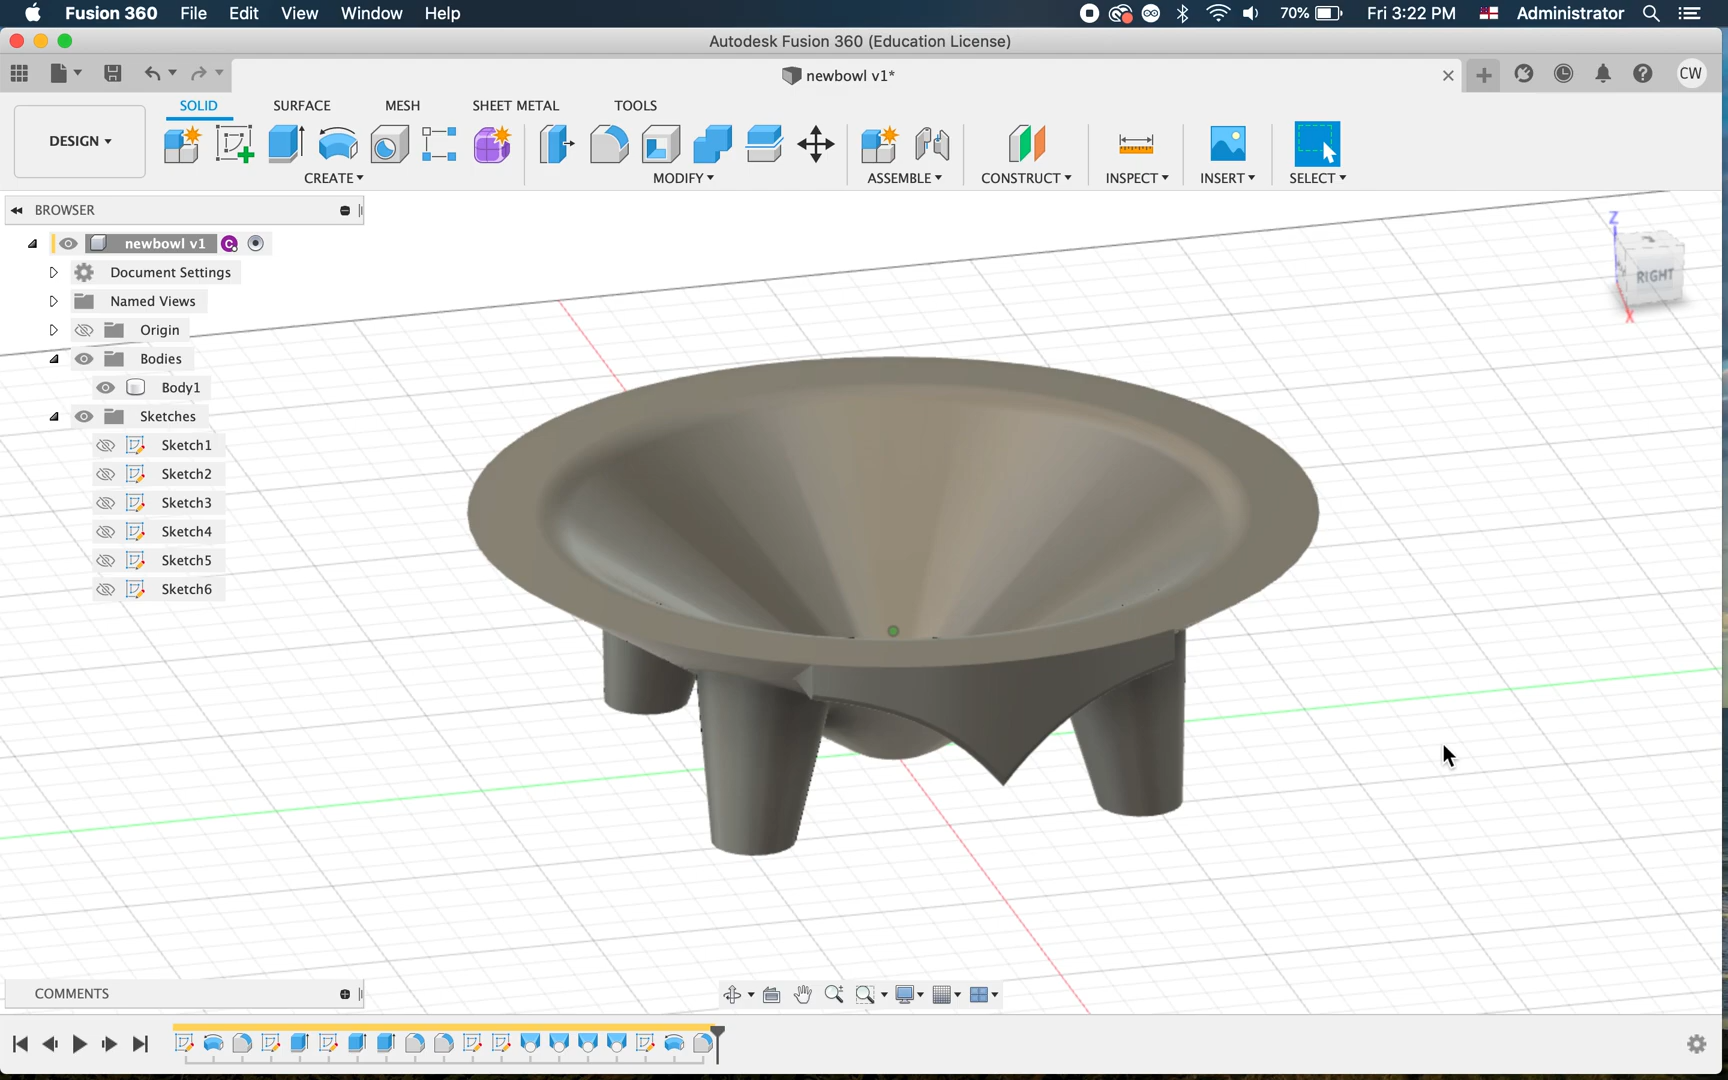 Fusion 360 File Edit View Window Help 70% Fri 3:22 PM Administrator
Autodesk Fusion 360 (Education License)
newbowl v1* CW
SOLID SURFACE MESH SHEET METAL TOOLS
DESIGN
CREATE MODIFY ASSEMBLE CONSTRUCT INSPECT INSERT SELECT
BROWSER
newbowl v1 C
Document Settings
Named Views
Origin
Bodies
Body1
Sketches
Sketch1
Sketch2
Sketch3
Sketch4
Sketch5
Sketch6
Z
RIGHT
X
COMMENTS